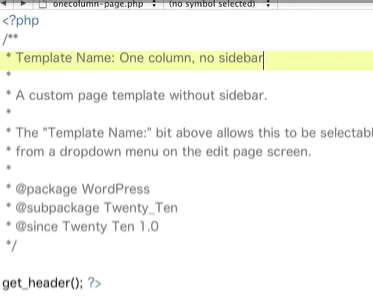 onecolumn-page.php (no symbol selected)
<?php
/**
* Template Name: One column, no sidebar
*
* A custom page template without sidebar.
*
* The "Template Name:" bit above allows this to be selectabl
* from a dropdown menu on the edit page screen.
*
* @package WordPress
* @subpackage Twenty_Ten
* @since Twenty Ten 1.0
*/
get_header(); ?>